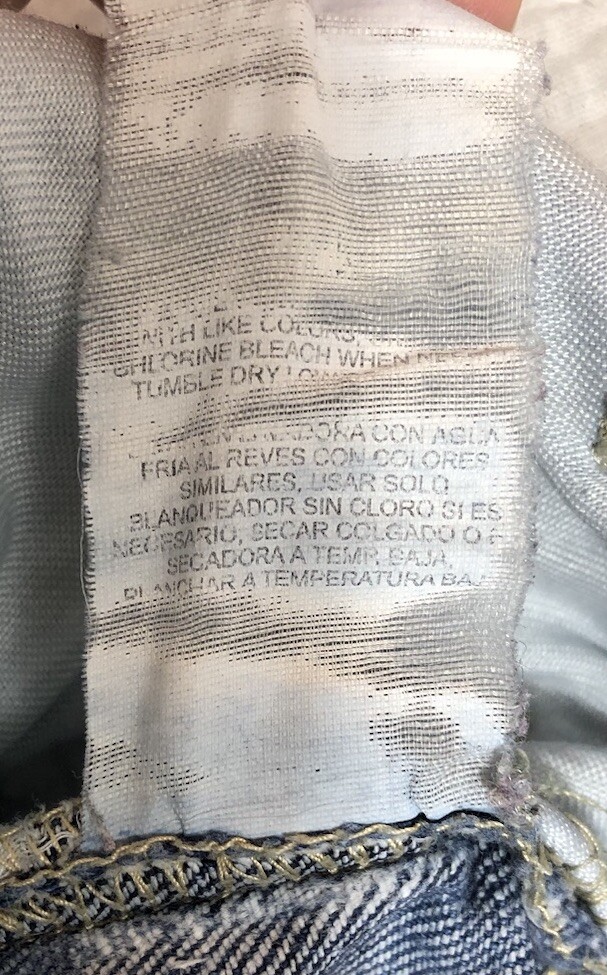 WITH LIKE COLORS,
CHLORINE BLEACH WHEN
TUMBLE DRY
CON AGUA
FRIA AL REVES CON COLORES
SIMILARES, USAR SOLO
BLANQUEADOR SIN CLORO SI ES
NECESARIO, SECAR COLGADO O
SECADORA A TEMP. BAJA,
PLANCHAR A TEMPERATURA